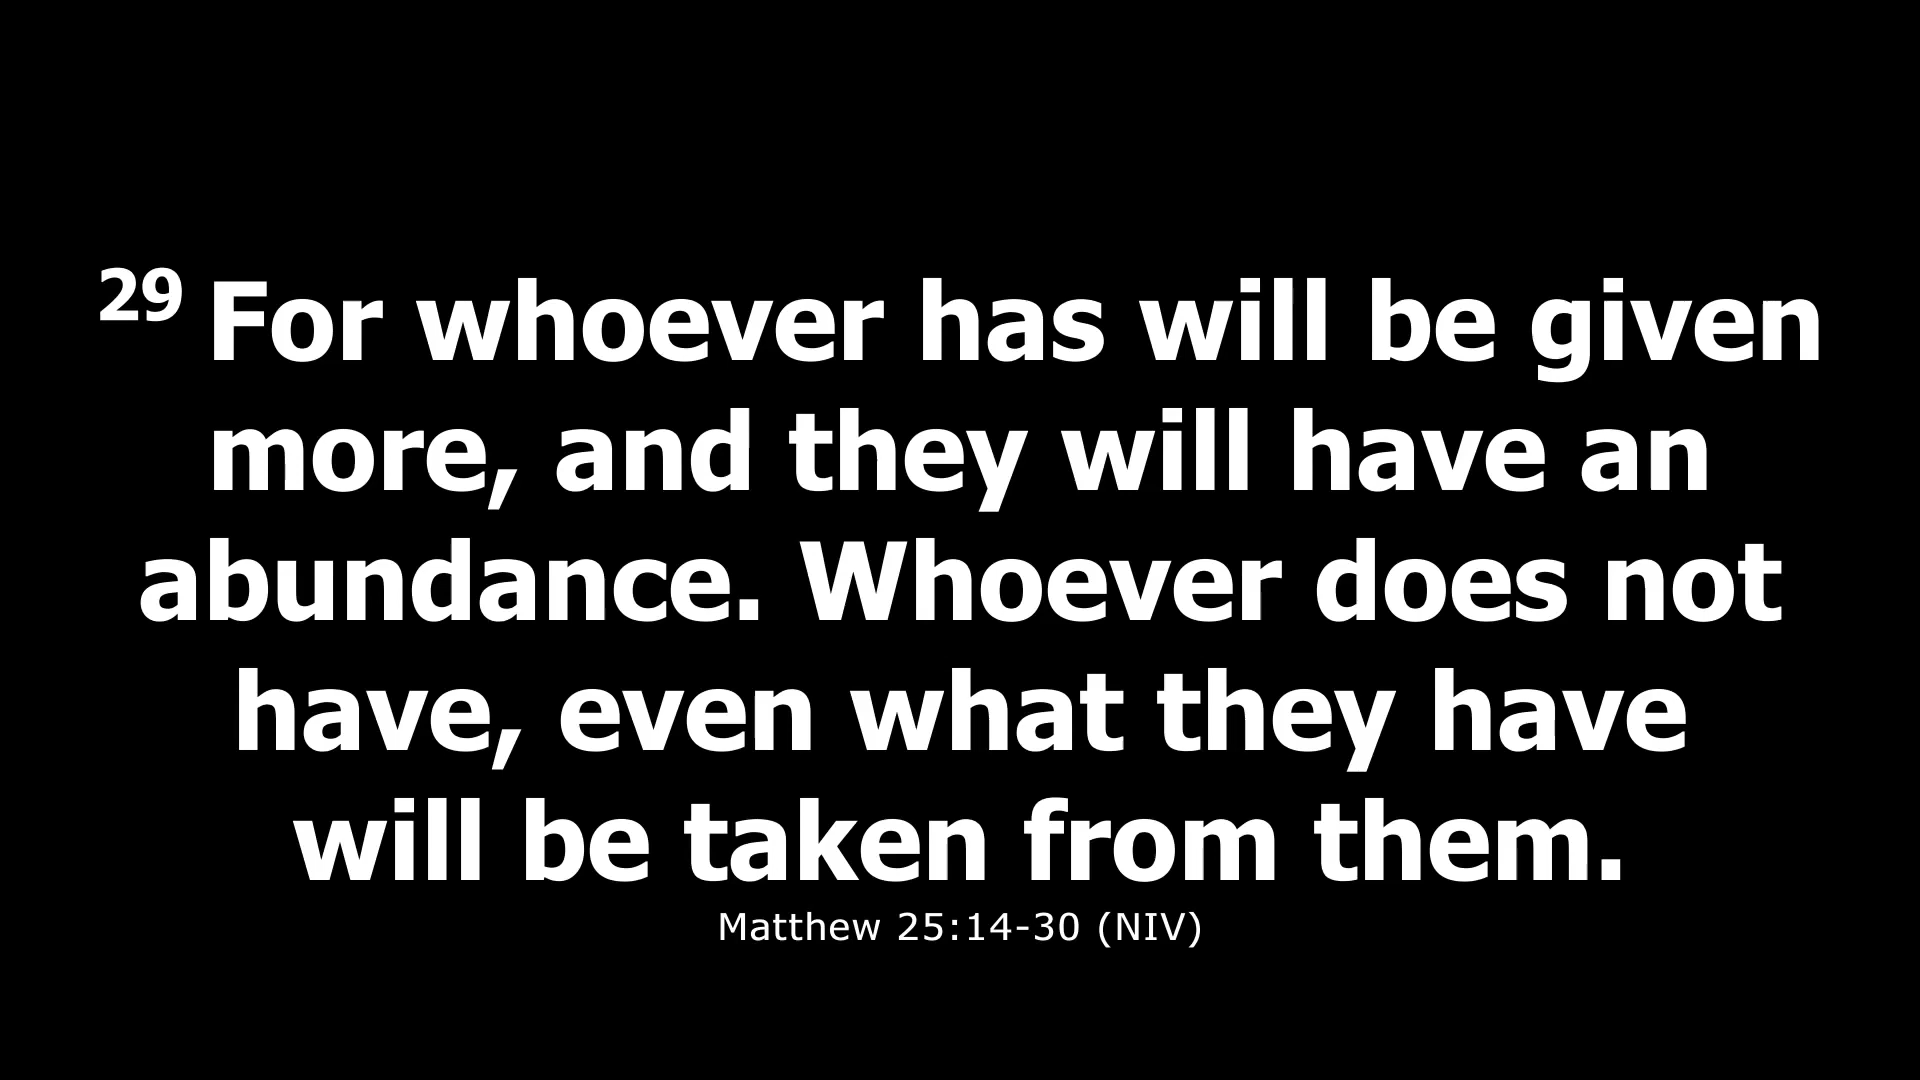 29 For whoever has will be given
more, and they will have an
abundance. Whoever does not
have, even what they have
will be taken from them.
Matthew 25:14-30 (NIV)